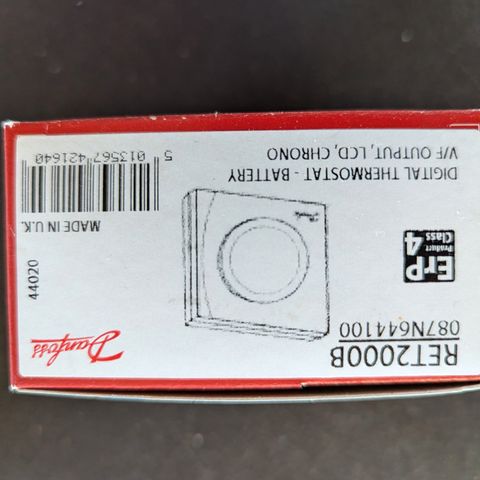 RET2000B
087N644100
ErP
Product
Class
4
Danfoss
44020
DIGITAL THERMOSTAT - BATTERY
V/F OUTPUT, LCD, CHRONO
MADE IN U.K.
5 013567 421640